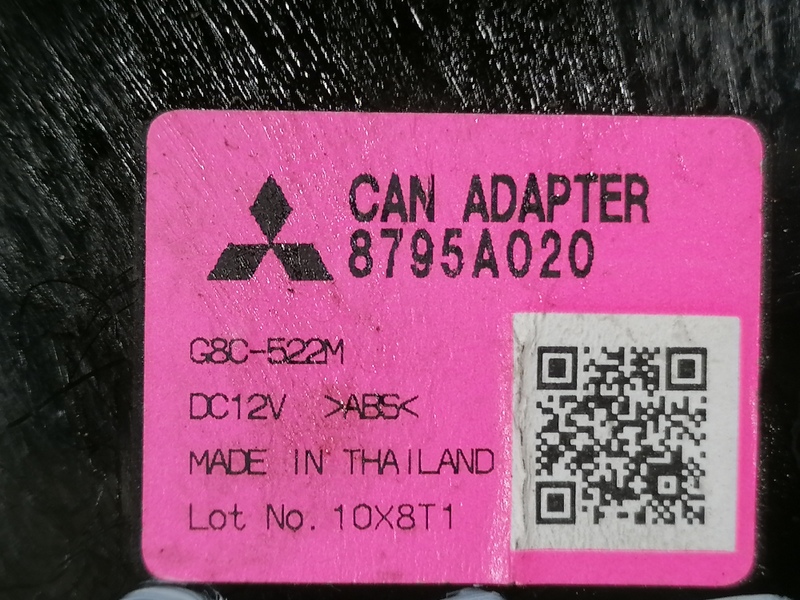 CAN ADAPTER
8795A020
G8C-522M
DC12V >ABS<
MADE IN THAILAND
Lot No. 10X8T1